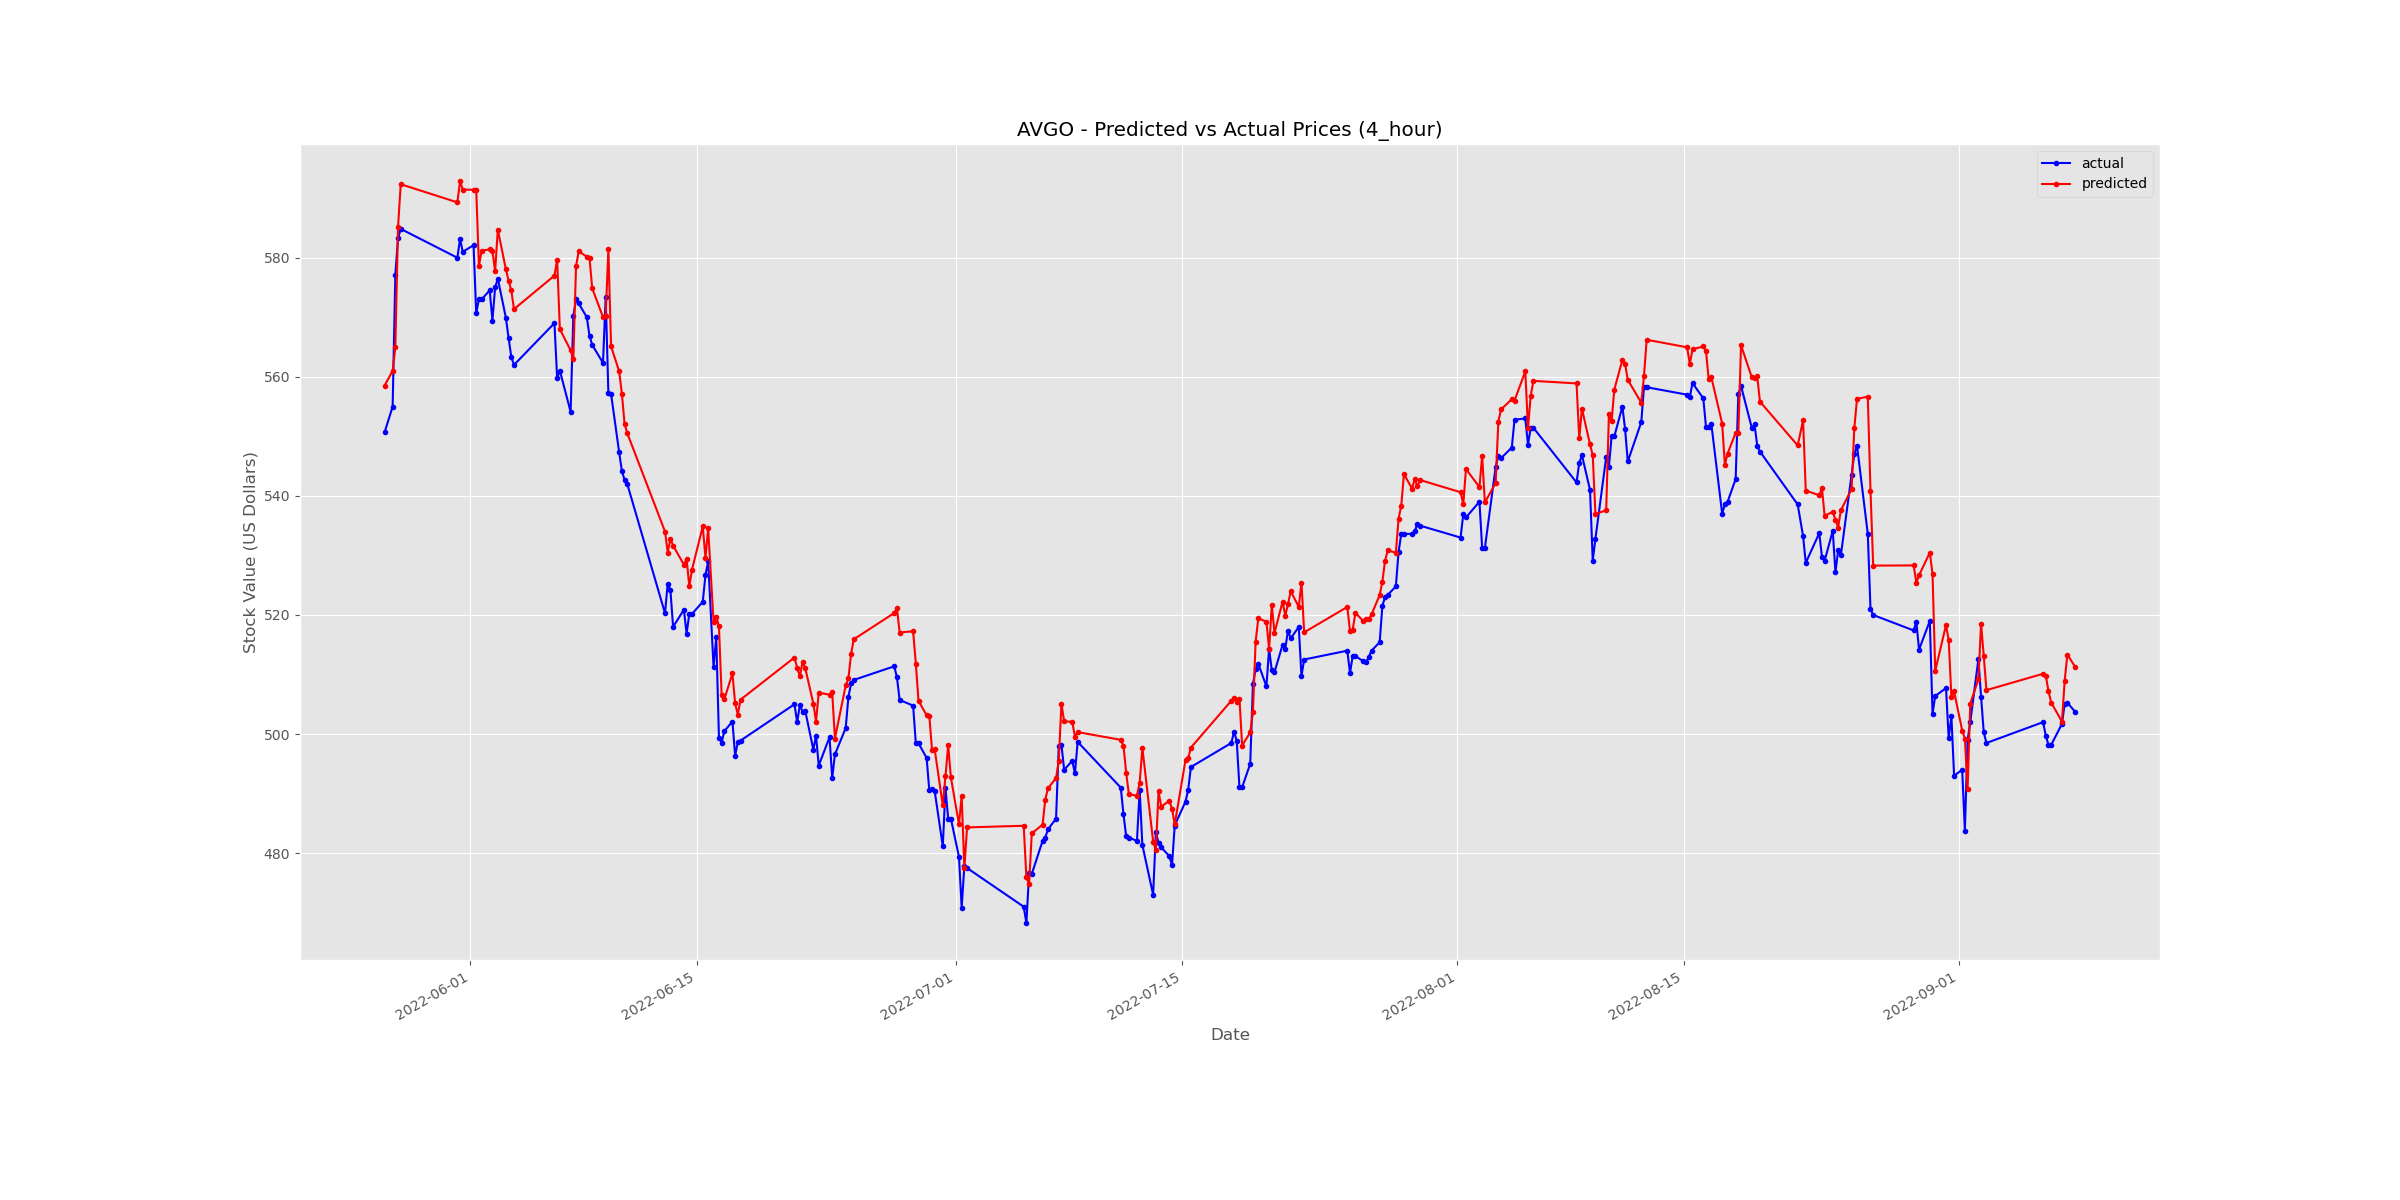 AVGO - Predicted vs Actual Prices (4_hour)
actual
predicted
Stock Value (US Dollars)
580
560
540
520
500
480
2022-06-01
2022-06-15
2022-07-01
2022-07-15
2022-08-01
2022-08-15
2022-09-01
Date